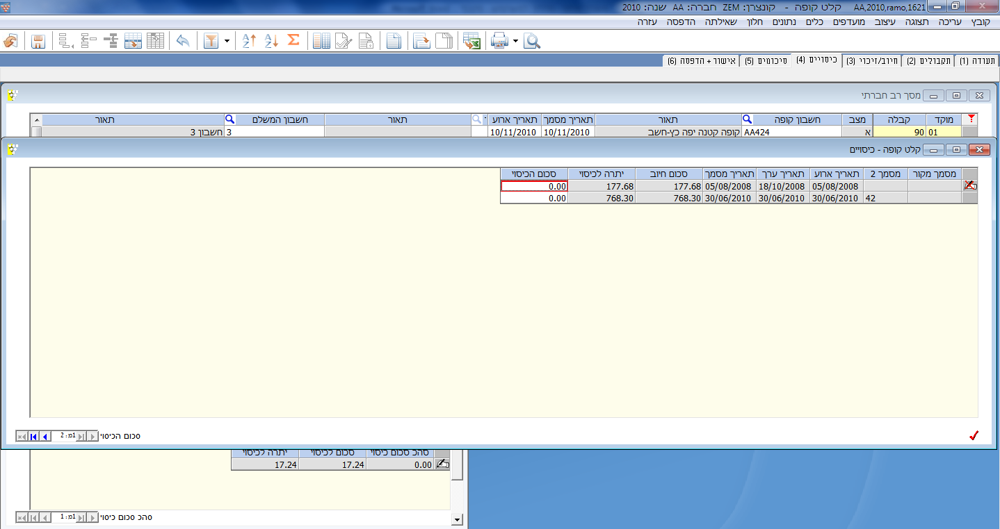 AA,2010,ramo,1621 קלט קופה - קונצרן: ZEM חברה: AA שנה: 2010
קובץ עריכה תצוגה עיצוב מועדפים כלים נתונים חלון שאילתה הדפסה עזרה
תעודה (1) תקבולים (2) חיוב/זיכוי (3) כיסויים (4) סיכומים (5) אישור + הדפסה (6)
מסך רב חברתי
מוקד קבלה מצב חשבון קופה תאור תאריך מסמך תאריך ארוע תאור חשבון המשלם תאור
01 90 א AA424 קופה קטנה יפה כץ-חשב 10/11/2010 10/11/2010 3 חשבון 3
קלט קופה - כיסויים
מסמך מקור מסמך 2 תאריך ארוע תאריך ערך תאריך מסמך סכום חיוב יתרה לכיסוי סכום הכיסוי
05/08/2008 18/10/2008 05/08/2008 177.68 177.68 0.00
42 30/06/2010 30/06/2010 30/06/2010 768.30 768.30 0.00
סכום הכיסוי 1מ: 2
סהכ סכום כיסוי סכום לכיסוי יתרה לכיסוי
0.00 17.24 17.24
סהכ סכום כיסוי 1מ: 1